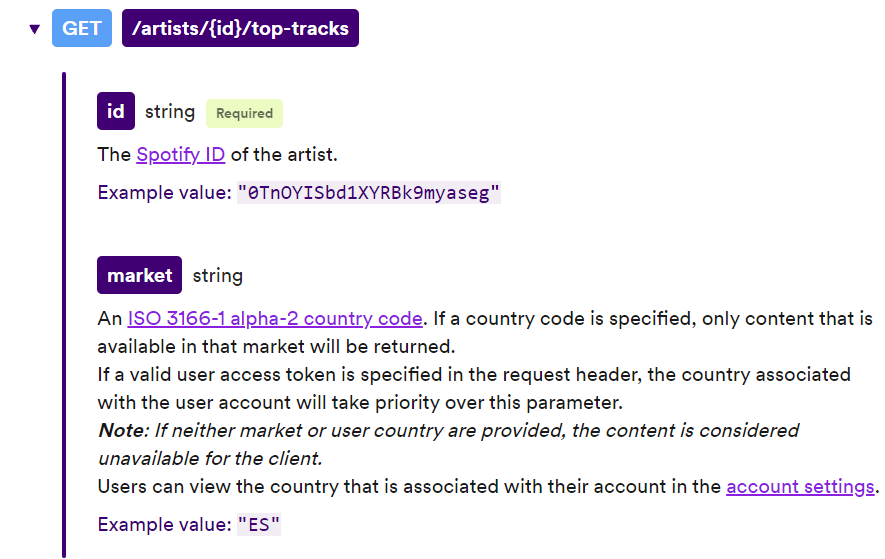 GET /artists/{id}/top-tracks
id string Required
The Spotify ID of the artist.
Example value: "0TnOYISbd1XYRBk9myaseg"
market string
An ISO 3166-1 alpha-2 country code. If a country code is specified, only content that is
available in that market will be returned.
If a valid user access token is specified in the request header, the country associated
with the user account will take priority over this parameter.
Note: If neither market or user country are provided, the content is considered
unavailable for the client.
Users can view the country that is associated with their account in the account settings.
Example value: "ES"